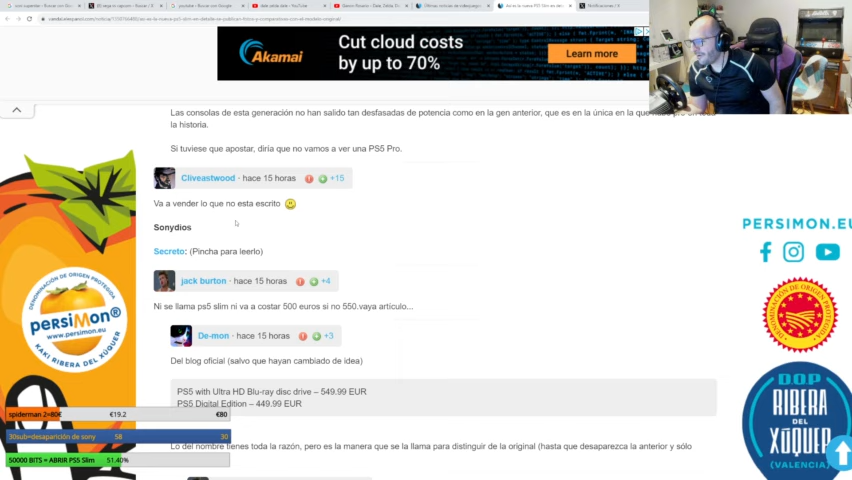 vandal.elespanol.com/noticia/
Akamai
Cut cloud costs
by up to 70%
Learn more
Las consolas de esta generación no han salido tan desfasadas de potencia como en la gen anterior, que es en la única en la que
la historia.
Si tuviese que apostar, diría que no vamos a ver una PS5 Pro.
Cliveastwood · hace 15 horas +15
Va a vender lo que no esta escrito
Sonydios
Secreto: (Pincha para leerlo)
jack burton · hace 15 horas +4
Ni se llama ps5 slim ni va a costar 500 euros si no 550.vaya artículo...
De-mon · hace 15 horas +3
Del blog oficial (salvo que hayan cambiado de idea)
PS5 with Ultra HD Blu-ray disc drive – 549.99 EUR
PS5 Digital Edition – 449.99 EUR
Lo del nombre tienes toda la razón, pero es la manera que se la llama para distinguir de la original (hasta que desaparezca la anterior y sólo
DENOMINACIÓN DE ORIGEN PROTEGIDA
persiMon®
www.persimon.eu
KAKI RIBERA DEL XÚQUER
spiderman 2=80€ €19.2 €80
30sub=desaparición de sony 58 30
50000 BITS = ABRIR PS5 Slim 51.40%
PERSIMON.EU
DENOMINACIÓN DE ORIGEN PROTEGIDA
DOP
RIBERA
DEL
XÚQUER
(VALENCIA)